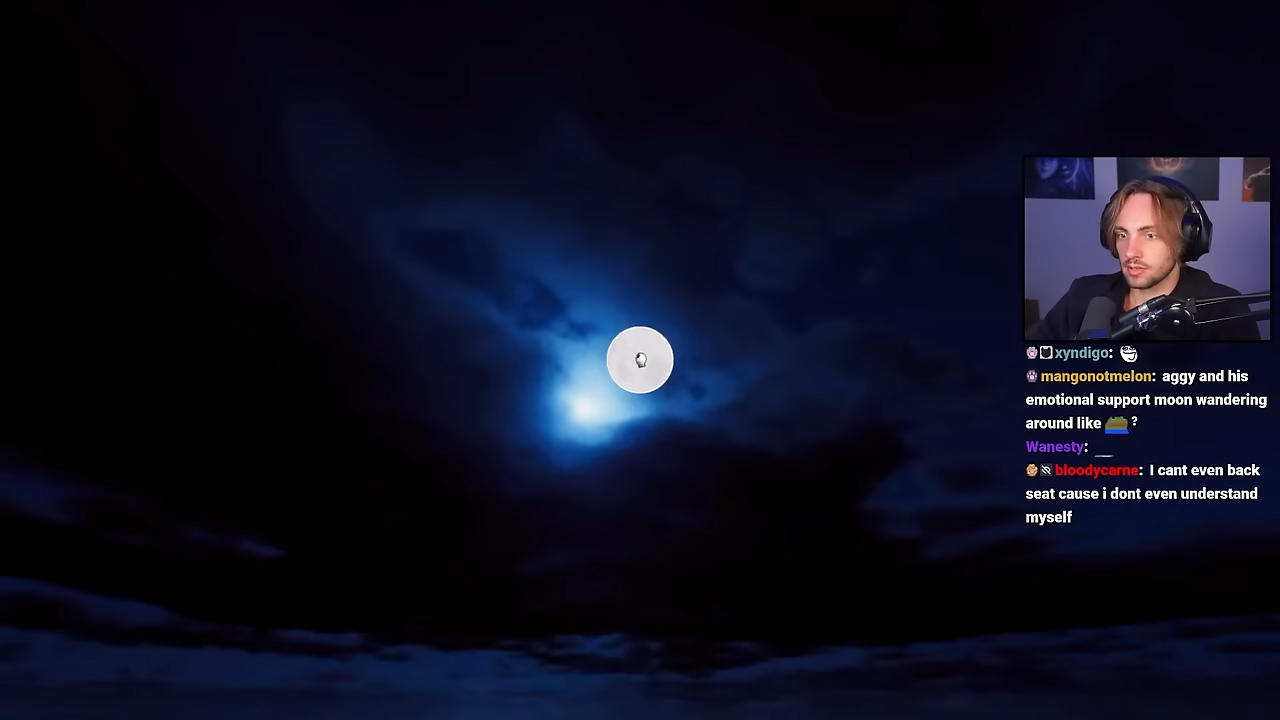 xyndigo:
mangonotmelon: aggy and his
emotional support moon wandering
around like ?
Wanesty:
bloodycarne: I cant even back
seat cause i dont even understand
myself